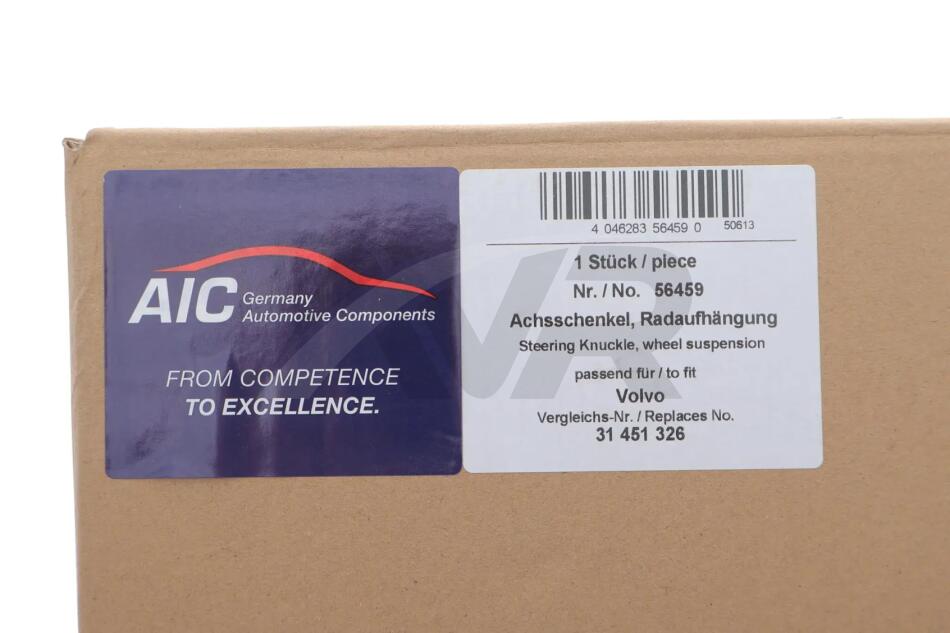 AIC Germany
Automotive Components
FROM COMPETENCE
TO EXCELLENCE.
4 046283 56459 0 50613
1 Stück / piece
Nr. / No. 56459
Achsschenkel, Radaufhängung
Steering Knuckle, wheel suspension
passend für / to fit
Volvo
Vergleichs-Nr. / Replaces No.
31 451 326